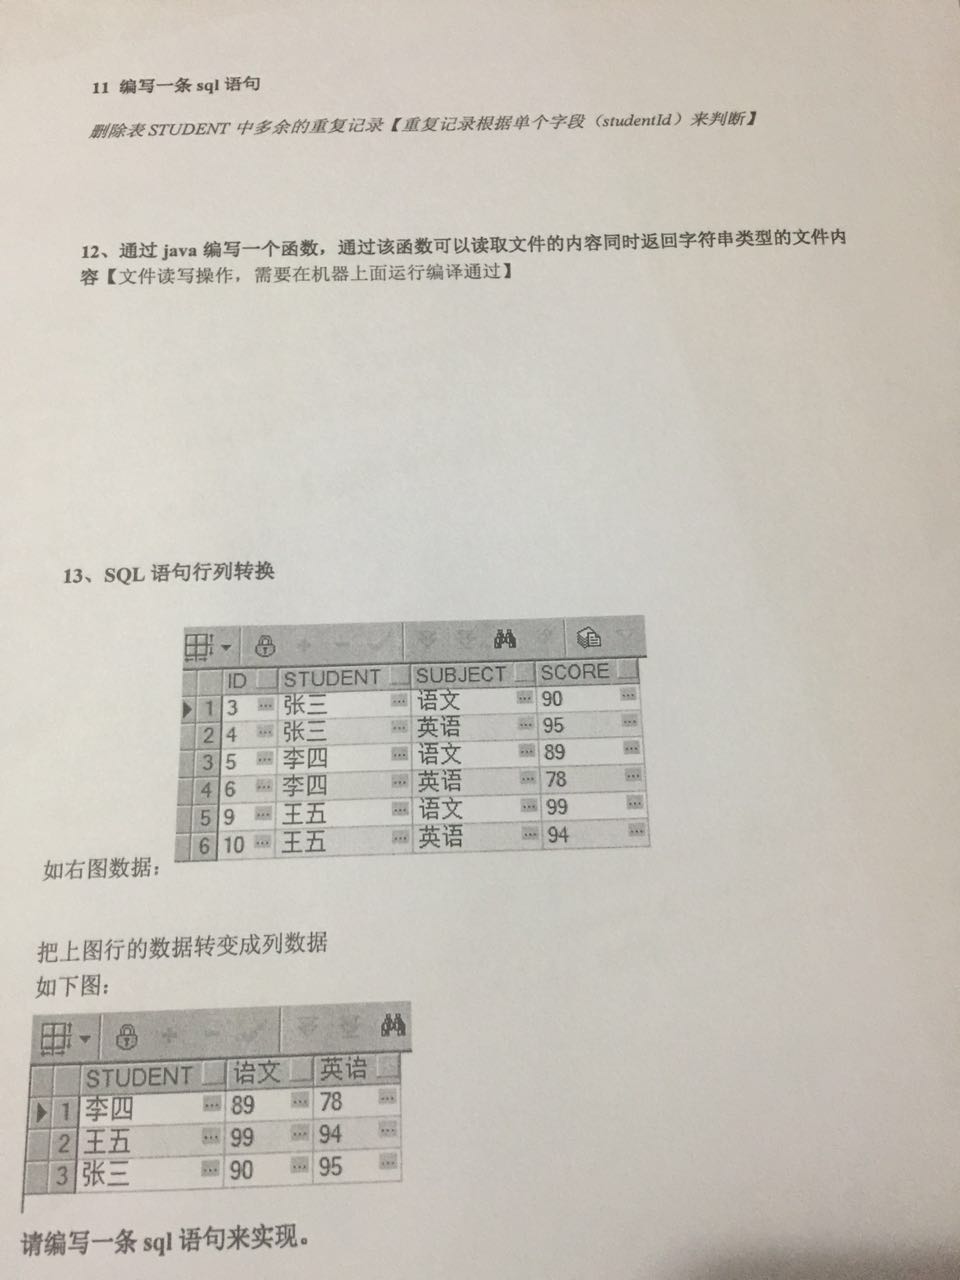 11 编写一条 sql 语句
删除表 STUDENT 中多余的重复记录【重复记录根据单个字段（studentId）来判断】
12、通过 java 编写一个函数，通过该函数可以读取文件的内容同时返回字符串类型的文件内
容【文件读写操作，需要在机器上面运行编译通过】
13、SQL 语句行列转换
ID STUDENT SUBJECT SCORE
1 3 … 张三 … 语文 … 90 …
2 4 … 张三 … 英语 … 95 …
3 5 … 李四 … 语文 … 89 …
4 6 … 李四 … 英语 … 78 …
5 9 … 王五 … 语文 … 99 …
6 10 … 王五 … 英语 … 94 …
如右图数据：
把上图行的数据转变成列数据
如下图：
STUDENT 语文 英语
1 李四 … 89 … 78 …
2 王五 … 99 … 94 …
3 张三 … 90 … 95 …
请编写一条 sql 语句来实现。